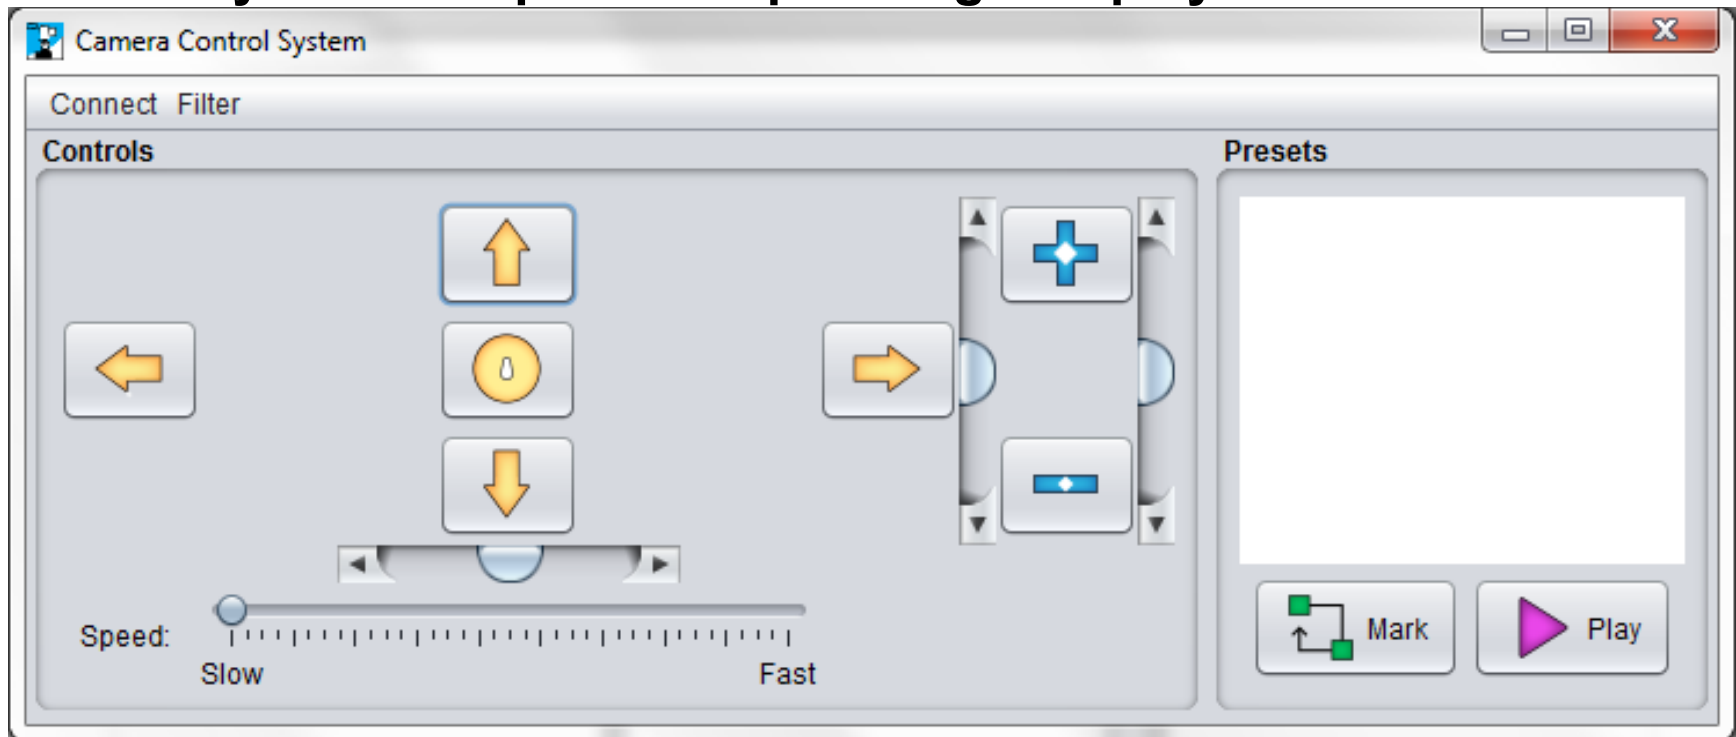 Camera Control System
Connect Filter
Controls
Presets
Speed:
Slow
Fast
Mark
Play